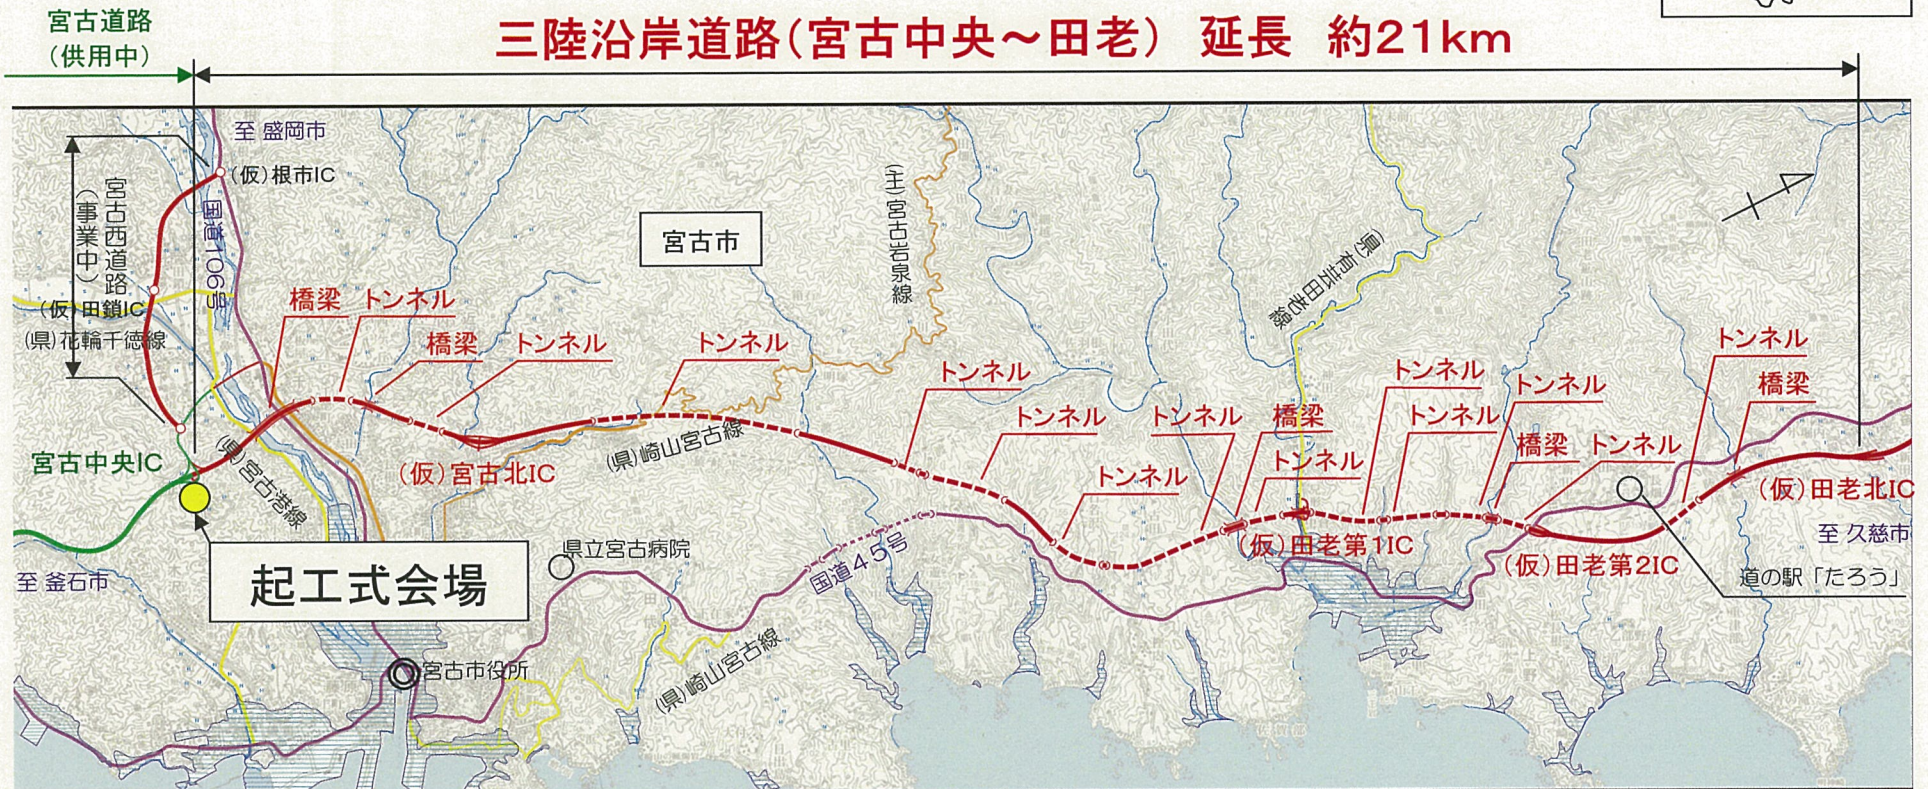 宮古道路
(供用中)
三陸沿岸道路(宮古中央～田老) 延長 約21km
至 盛岡市
(仮)根市IC
宮古西道路
(事業中)
国道106号
(仮)田鎖IC
(県)花輪千徳線
宮古市
(主)宮古岩泉線
(県)有芸田老線
橋梁
トンネル
橋梁
トンネル
トンネル
トンネル
トンネル
トンネル
トンネル
橋梁
トンネル
トンネル
トンネル
トンネル
橋梁
トンネル
トンネル
橋梁
宮古中央IC
(県)宮古港線
(仮)宮古北IC
(県)崎山宮古線
(仮)田老第1IC
(仮)田老第2IC
(仮)田老北IC
至 久慈市
道の駅「たろう」
至 釜石市
起工式会場
県立宮古病院
国道45号
宮古市役所
(県)崎山宮古線